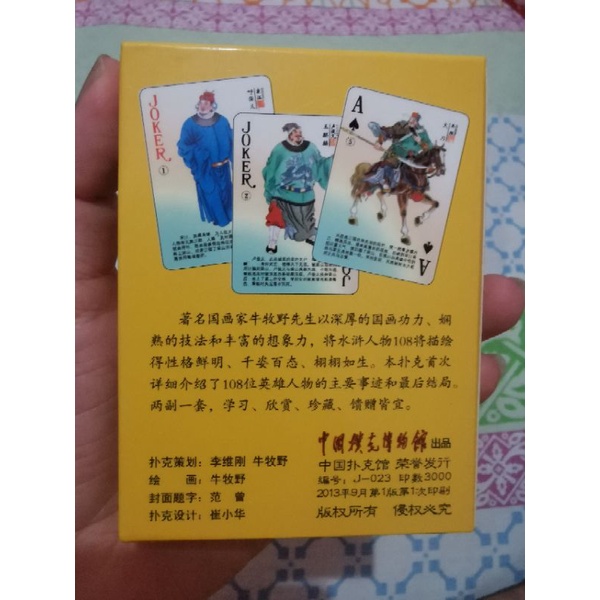 JOKER
①
JOKER
②
A
③
A
著名国画家牛牧野先生以深厚的国画功力、娴
熟的技法和丰富的想象力，将水浒人物108将描绘
得性格鲜明、千姿百态、栩栩如生。本扑克首次
详细介绍了108位英雄人物的主要事迹和最后结局。
两副一套，学习、欣赏、珍藏、馈赠皆宜。
扑克策划：李维刚 牛牧野
绘 画：牛牧野
封面题字：范 曾
扑克设计：崔小华
中国扑克博物馆 出品
中国扑克馆 荣誉发行
编号：J-023 印数3000
2013年9月第1版第1次印刷
版权所有 侵权必究